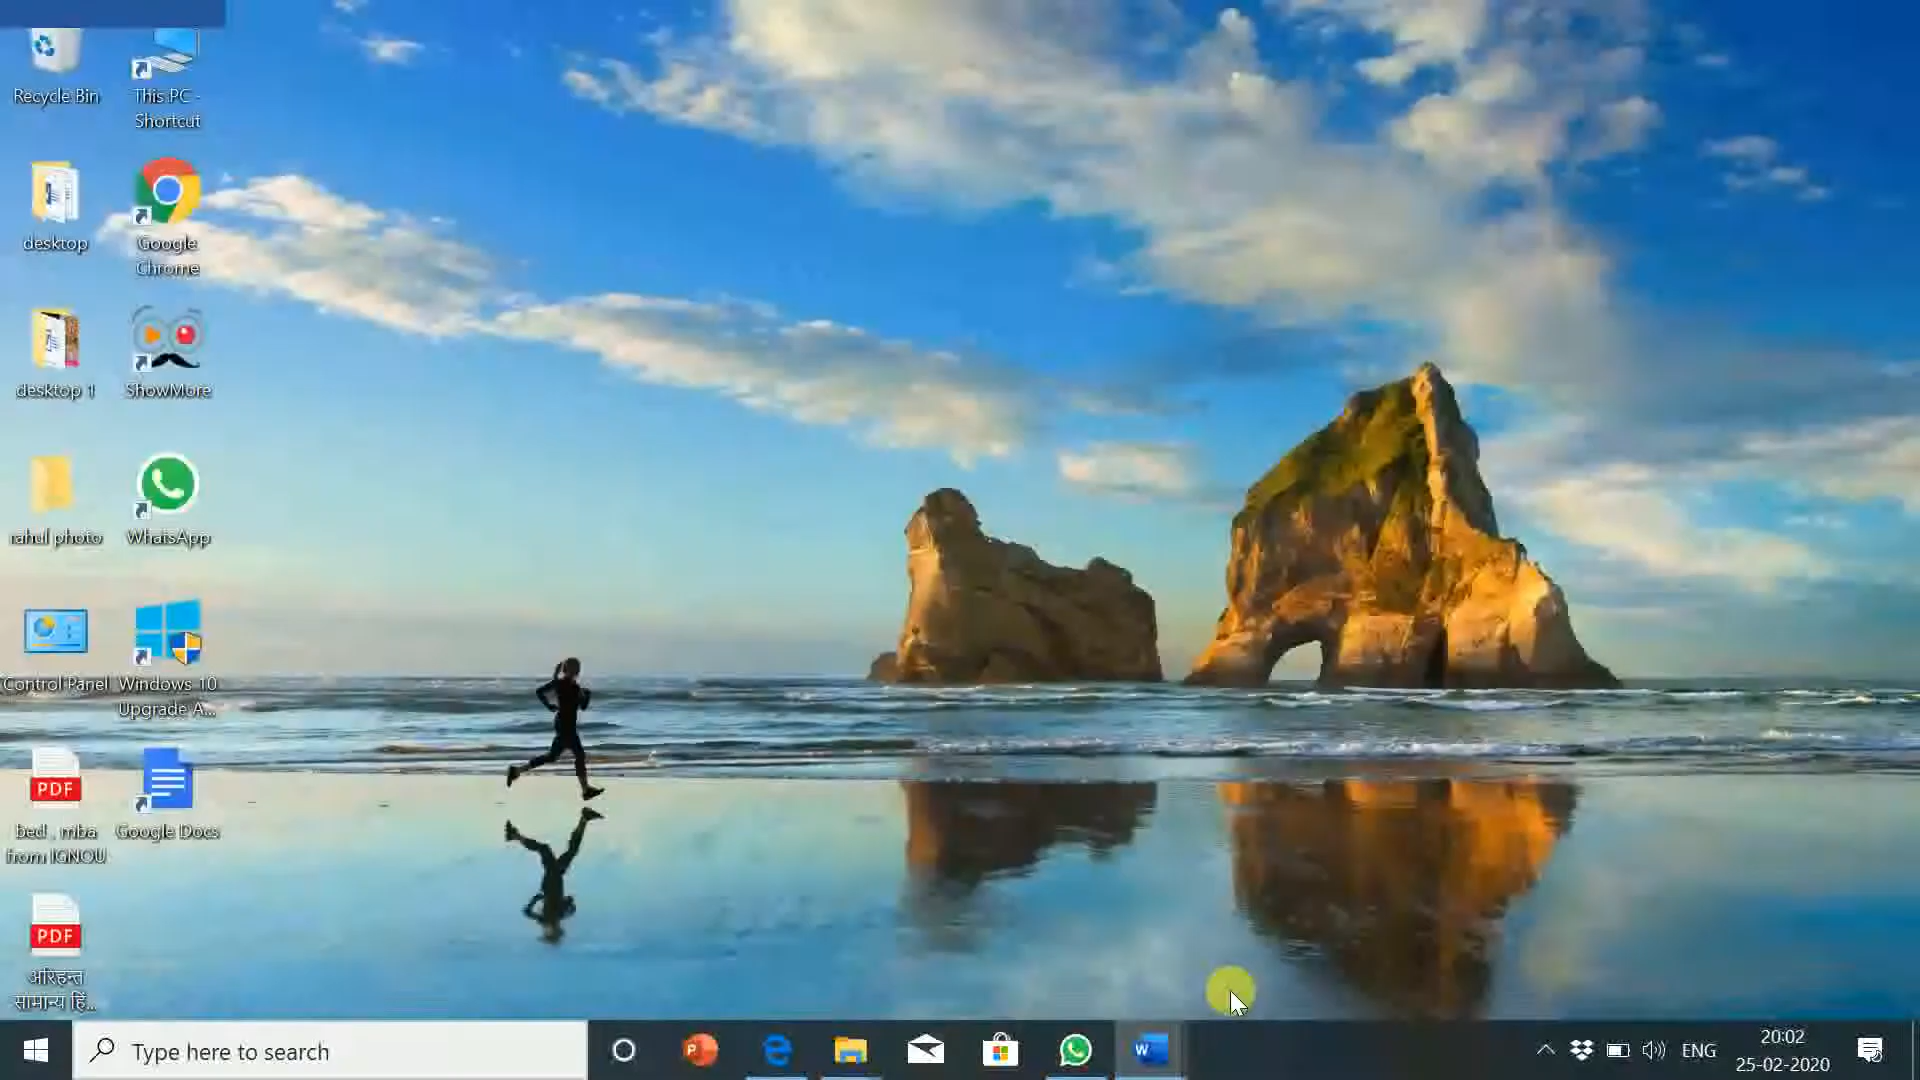 Recycle Bin
This PC -
Shortcut
desktop
Google
Chrome
desktop 1
ShowMore
rahul photo
WhatsApp
Control Panel
Windows 10
Upgrade A...
PDF
bed , mba
from IGNOU
Google Docs
PDF
अरिहन्त
सामान्य हिं...
Type here to search
ENG
20:02
25-02-2020